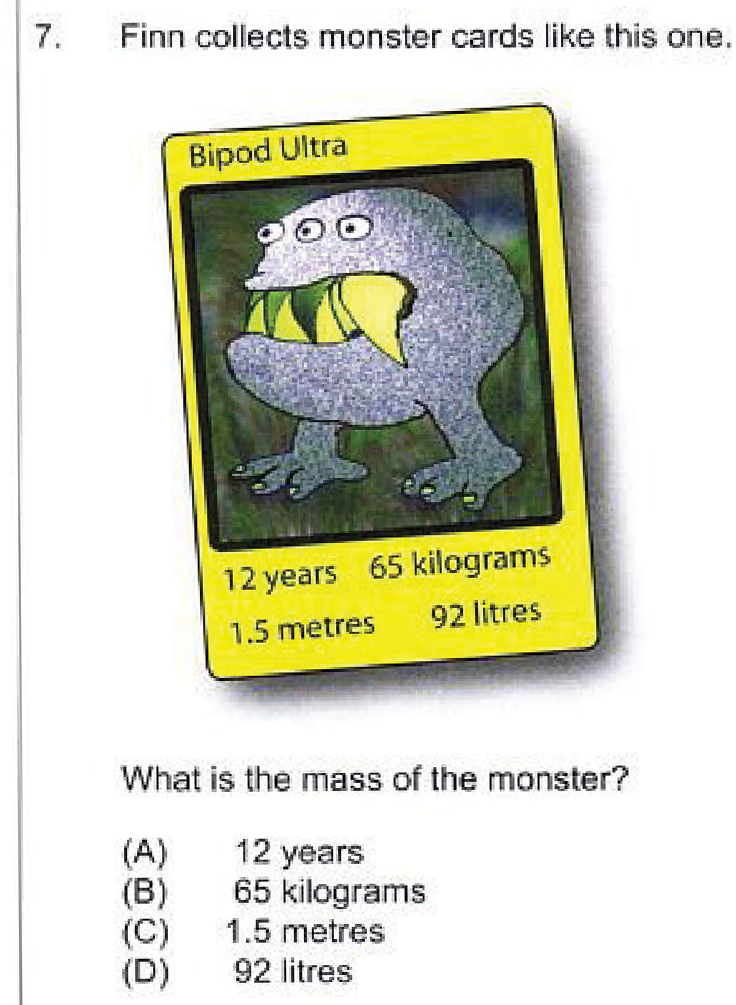 7. Finn collects monster cards like this one.
Bipod Ultra
12 years 65 kilograms
1.5 metres 92 litres
What is the mass of the monster?
(A) 12 years
(B) 65 kilograms
(C) 1.5 metres
(D) 92 litres